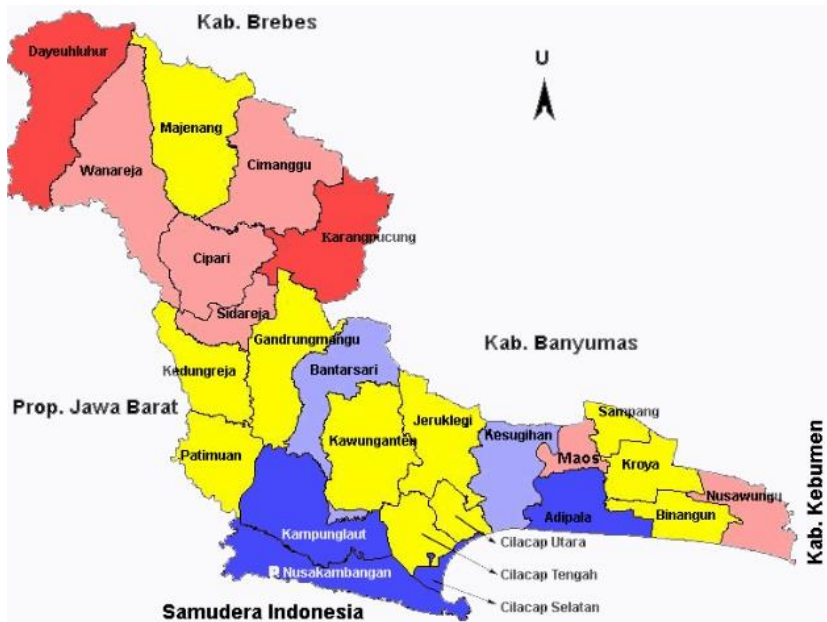 Kab. Brebes
Dayeuhluhur
U
Majenang
Wanareja
Cimanggu
Karangpucung
Cipari
Sidareja
Gandrungmangu
Kab. Banyumas
Kedungreja
Bantarsari
Prop. Jawa Barat
Jeruklegi
Sampang
Kesugihan
Kawunganten
Maos
Kroya
Patimuan
Nusawungu
Kab. Kebumen
Adipala
Binangun
Kampunglaut
Cilacap Utara
P Nusakambangan
Cilacap Tengah
Cilacap Selatan
Samudera Indonesia